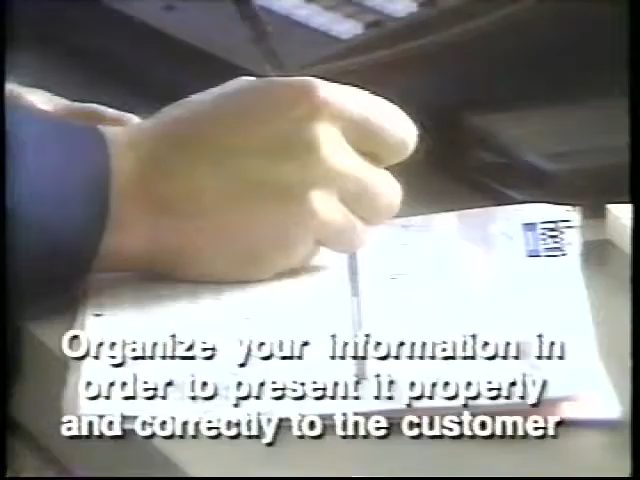 Organize your information in
order to present it properly
and correctly to the customer